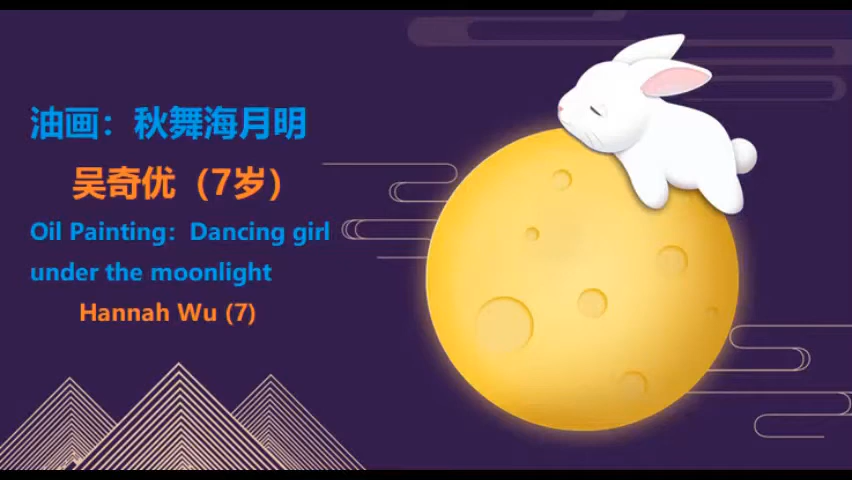 油画：秋舞海月明
吴奇优（7岁）
Oil Painting：Dancing girl
under the moonlight
Hannah Wu (7)